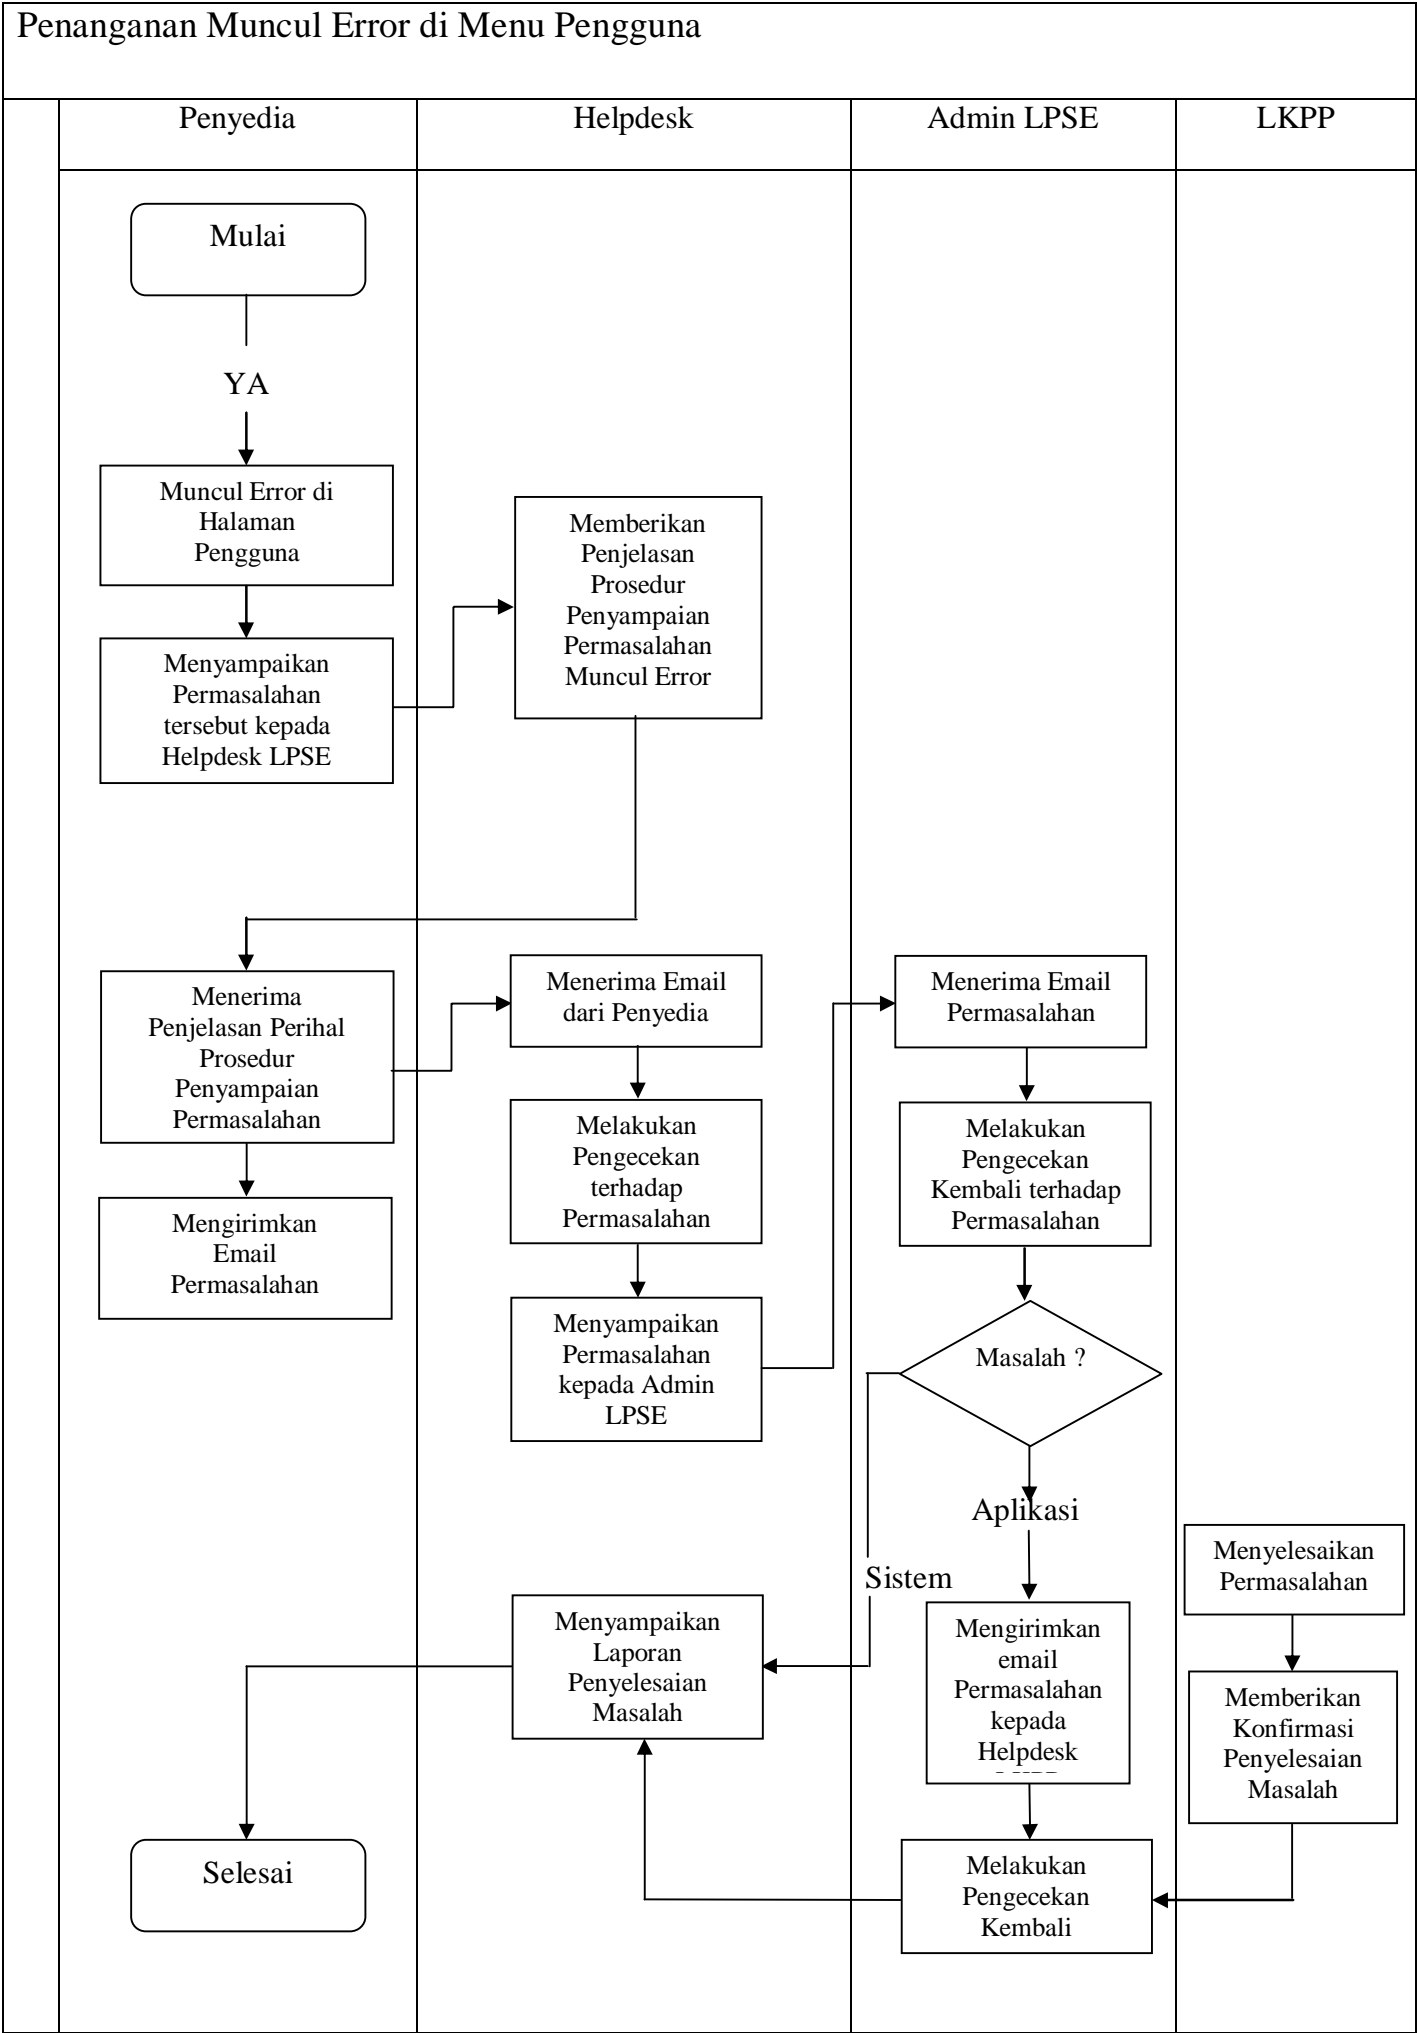 Penanganan Muncul Error di Menu Pengguna
Penyedia
Helpdesk
Admin LPSE
LKPP
Mulai
YA
Muncul Error di
Halaman
Pengguna
Menyampaikan
Permasalahan
tersebut kepada
Helpdesk LPSE
Memberikan
Penjelasan
Prosedur
Penyampaian
Permasalahan
Muncul Error
Menerima
Penjelasan Perihal
Prosedur
Penyampaian
Permasalahan
Mengirimkan
Email
Permasalahan
Menerima Email
dari Penyedia
Melakukan
Pengecekan
terhadap
Permasalahan
Menyampaikan
Permasalahan
kepada Admin
LPSE
Menerima Email
Permasalahan
Melakukan
Pengecekan
Kembali terhadap
Permasalahan
Masalah ?
Aplikasi
Sistem
Mengirimkan
email
Permasalahan
kepada
Helpdesk
Menyelesaikan
Permasalahan
Memberikan
Konfirmasi
Penyelesaian
Masalah
Melakukan
Pengecekan
Kembali
Menyampaikan
Laporan
Penyelesaian
Masalah
Selesai